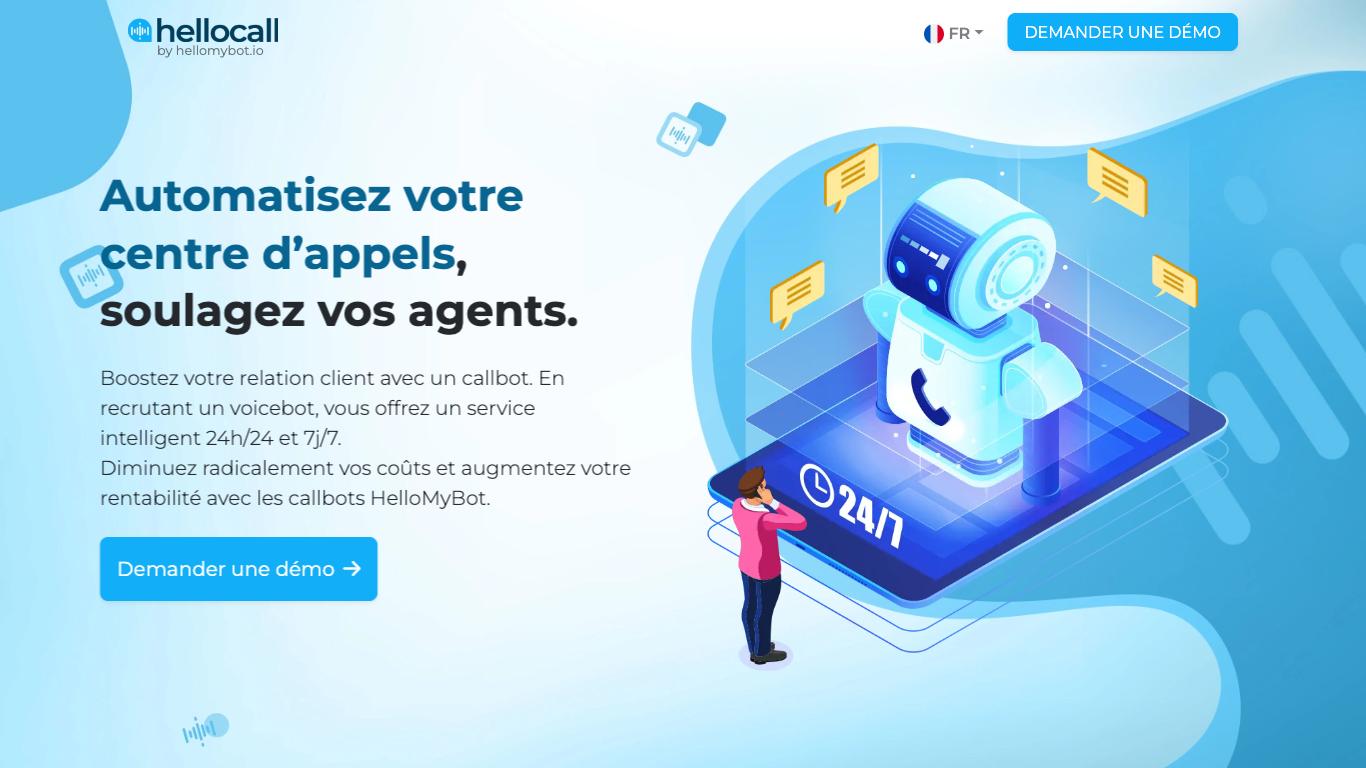 hellocall
by hellomybot.io
FR
DEMANDER UNE DÉMO
Automatisez votre
centre d’appels,
soulagez vos agents.
Boostez votre relation client avec un callbot. En
recrutant un voicebot, vous offrez un service
intelligent 24h/24 et 7j/7.
Diminuez radicalement vos coûts et augmentez votre
rentabilité avec les callbots HelloMyBot.
Demander une démo →
24/7